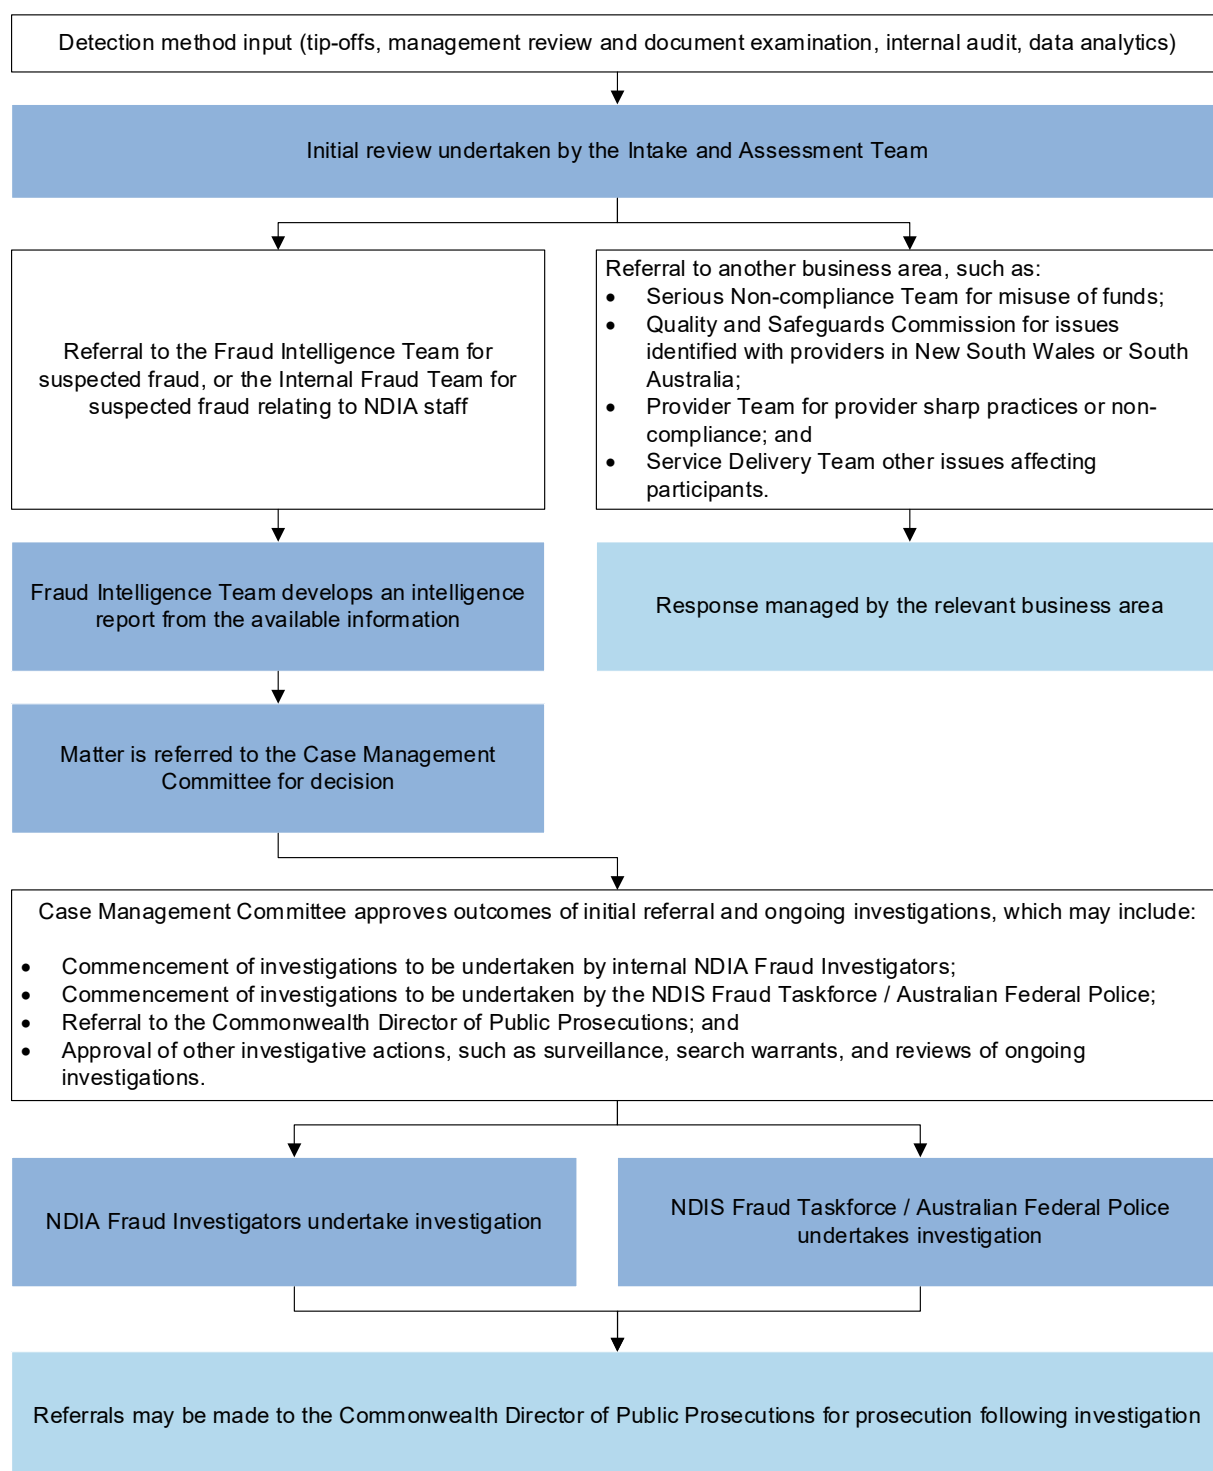 Detection method input (tip-offs, management review and document examination, internal audit, data analytics)
Initial review undertaken by the Intake and Assessment Team
Referral to the Fraud Intelligence Team for
suspected fraud, or the Internal Fraud Team for
suspected fraud relating to NDIA staff
Referral to another business area, such as:
• Serious Non-compliance Team for misuse of funds;
• Quality and Safeguards Commission for issues
identified with providers in New South Wales or South
Australia;
• Provider Team for provider sharp practices or non-
compliance; and
• Service Delivery Team other issues affecting
participants.
Fraud Intelligence Team develops an intelligence
report from the available information
Response managed by the relevant business area
Matter is referred to the Case Management
Committee for decision
Case Management Committee approves outcomes of initial referral and ongoing investigations, which may include:
• Commencement of investigations to be undertaken by internal NDIA Fraud Investigators;
• Commencement of investigations to be undertaken by the NDIS Fraud Taskforce / Australian Federal Police;
• Referral to the Commonwealth Director of Public Prosecutions; and
• Approval of other investigative actions, such as surveillance, search warrants, and reviews of ongoing
investigations.
NDIA Fraud Investigators undertake investigation
NDIS Fraud Taskforce / Australian Federal Police
undertakes investigation
Referrals may be made to the Commonwealth Director of Public Prosecutions for prosecution following investigation